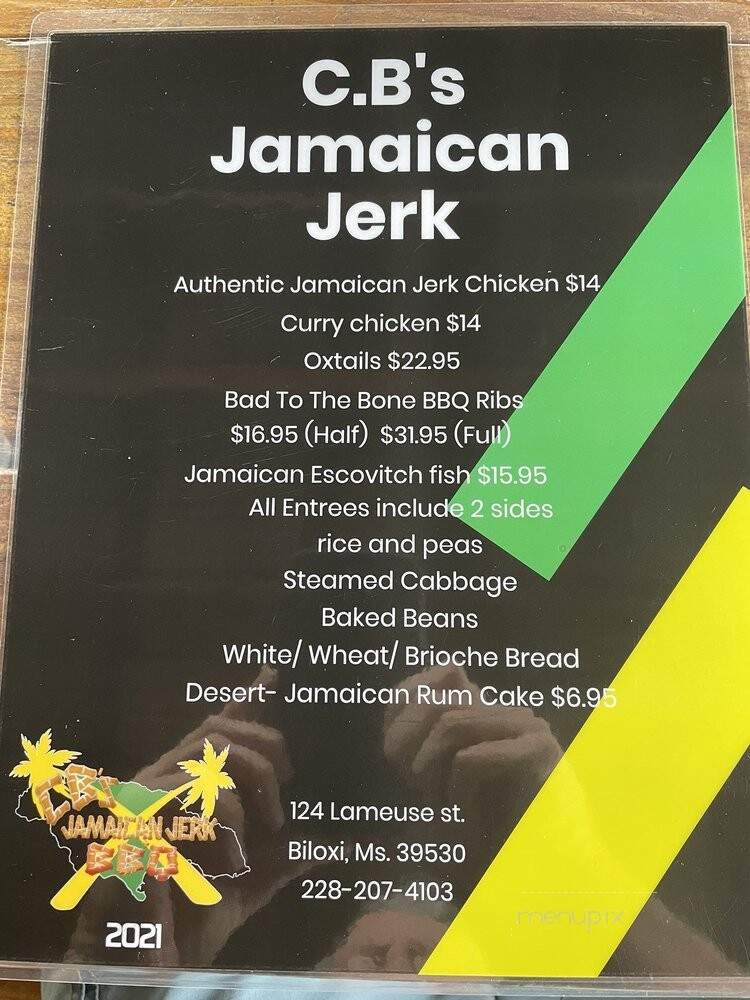 C.B's
Jamaican
Jerk
Authentic Jamaican Jerk Chicken $14
Curry chicken $14
Oxtails $22.95
Bad To The Bone BBQ Ribs
$16.95 (Half) $31.95 (Full)
Jamaican Escovitch fish $15.95
All Entrees include 2 sides
rice and peas
Steamed Cabbage
Baked Beans
White/ Wheat/ Brioche Bread
Desert- Jamaican Rum Cake $6.95
124 Lameuse st.
Biloxi, Ms. 39530
228-207-4103
CB's
JAMAICAN JERK
BBQ
2021
menupix